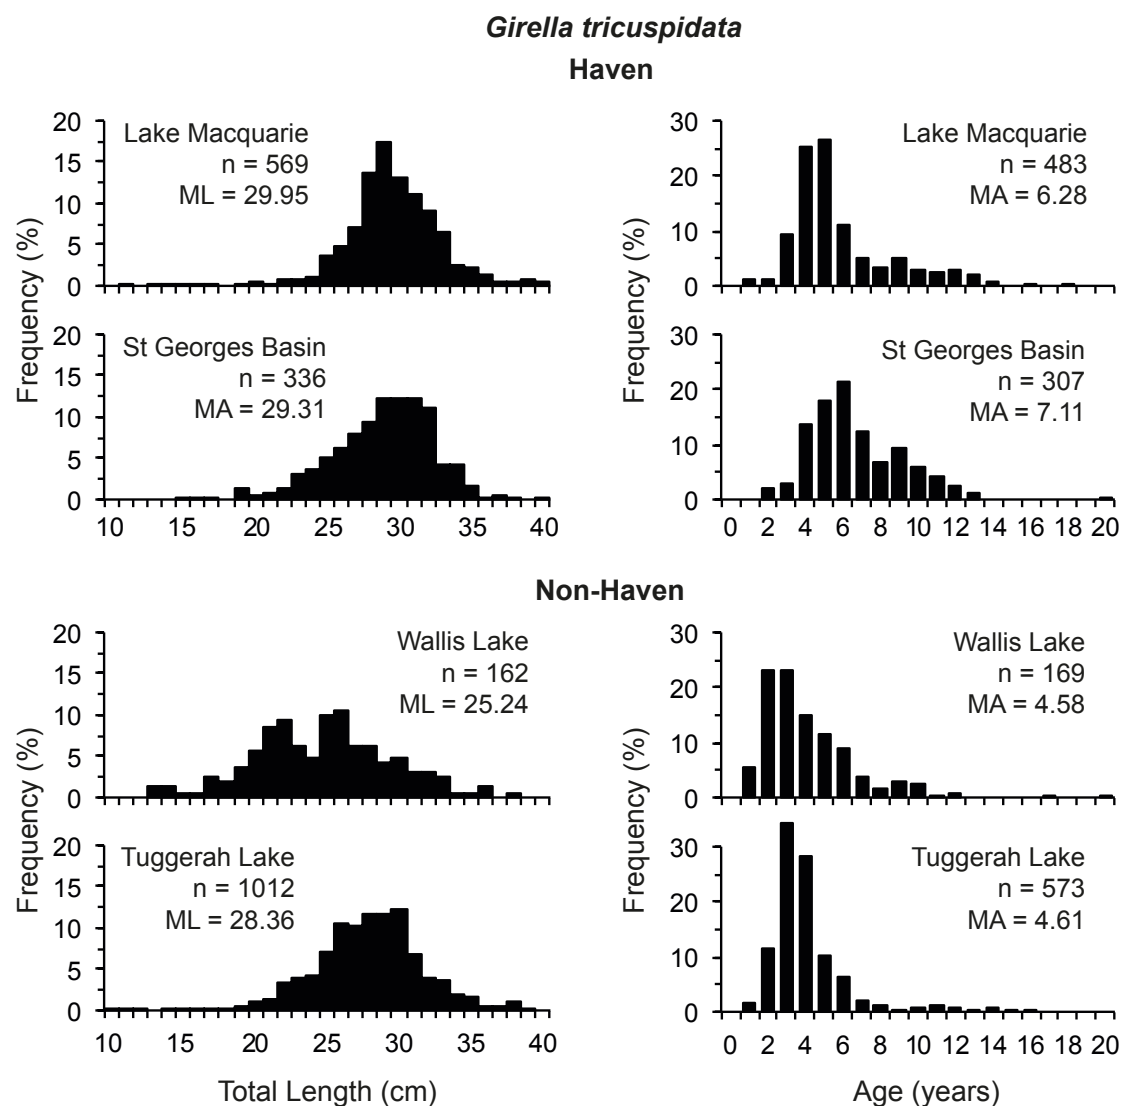 Girella tricuspidata
Haven
Frequency (%)
20
15
10
5
0
Lake Macquarie
n = 569
ML = 29.95
20
15
10
5
0
St Georges Basin
n = 336
MA = 29.31
10 15 20 25 30 35 40
Frequency (%)
30
20
10
0
Lake Macquarie
n = 483
MA = 6.28
30
20
10
0
St Georges Basin
n = 307
MA = 7.11
0 2 4 6 8 10 12 14 16 18 20
Non-Haven
Frequency (%)
20
15
10
5
0
Wallis Lake
n = 162
ML = 25.24
20
15
10
5
0
Tuggerah Lake
n = 1012
ML = 28.36
10 15 20 25 30 35 40
Total Length (cm)
Frequency (%)
30
20
10
0
Wallis Lake
n = 169
MA = 4.58
30
20
10
0
Tuggerah Lake
n = 573
MA = 4.61
0 2 4 6 8 10 12 14 16 18 20
Age (years)